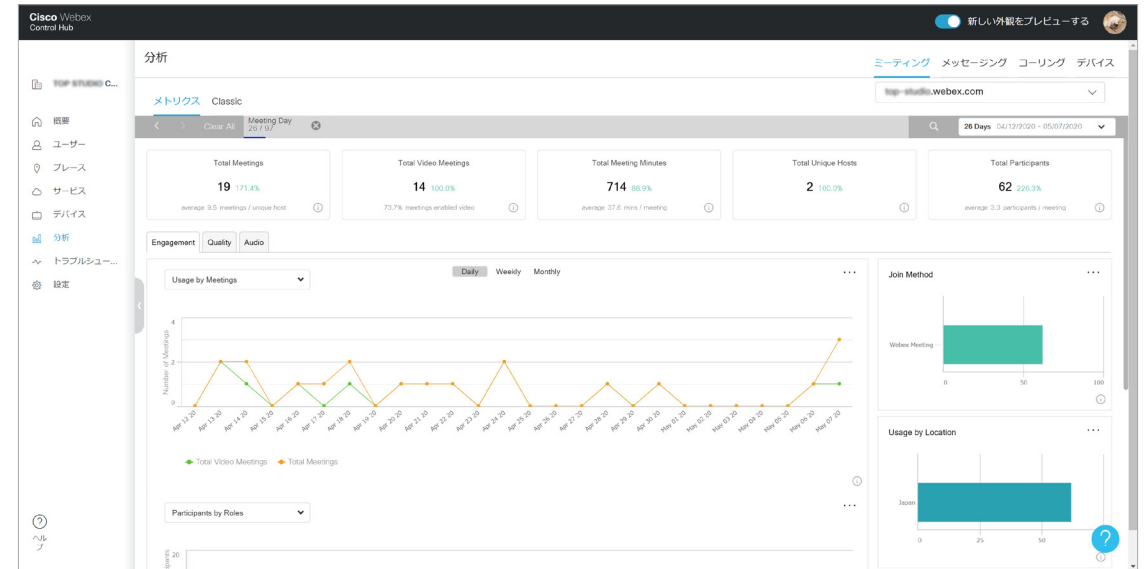 Cisco Webex
Control Hub
新しい外観をプレビューする
分析
ミーティング メッセージング コーリング デバイス
TOP STUDIO C...
top-studio.webex.com
メトリクス Classic
概要
ユーザー
プレース
サービス
デバイス
分析
トラブルシュー...
設定
ヘルプ
Clear All Meeting Day
26 / 97
26 Days 04/12/2020 - 05/07/2020
Total Meetings
19 171.4%
average 9.5 meetings / unique host
Total Video Meetings
14 100.0%
73.7% meetings enabled video
Total Meeting Minutes
714 86.9%
average 37.6 mins / meeting
Total Unique Hosts
2 100.0%
Total Participants
62 226.3%
average 3.3 participants / meeting
Engagement Quality Audio
Usage by Meetings
Daily Weekly Monthly
Number of Meetings
4
2
0
Apr 12 20 Apr 13 20 Apr 14 20 Apr 15 20 Apr 16 20 Apr 17 20 Apr 18 20 Apr 19 20 Apr 20 20 Apr 21 20 Apr 22 20 Apr 23 20 Apr 24 20 Apr 25 20 Apr 26 20 Apr 27 20 Apr 28 20 Apr 29 20 Apr 30 20 May 01 20 May 02 20 May 03 20 May 04 20 May 05 20 May 06 20 May 07 20
Total Video Meetings Total Meetings
Participants by Roles
20
Join Method
Webex Meeting
0 50 100
Usage by Location
Japan
0 25 50
?